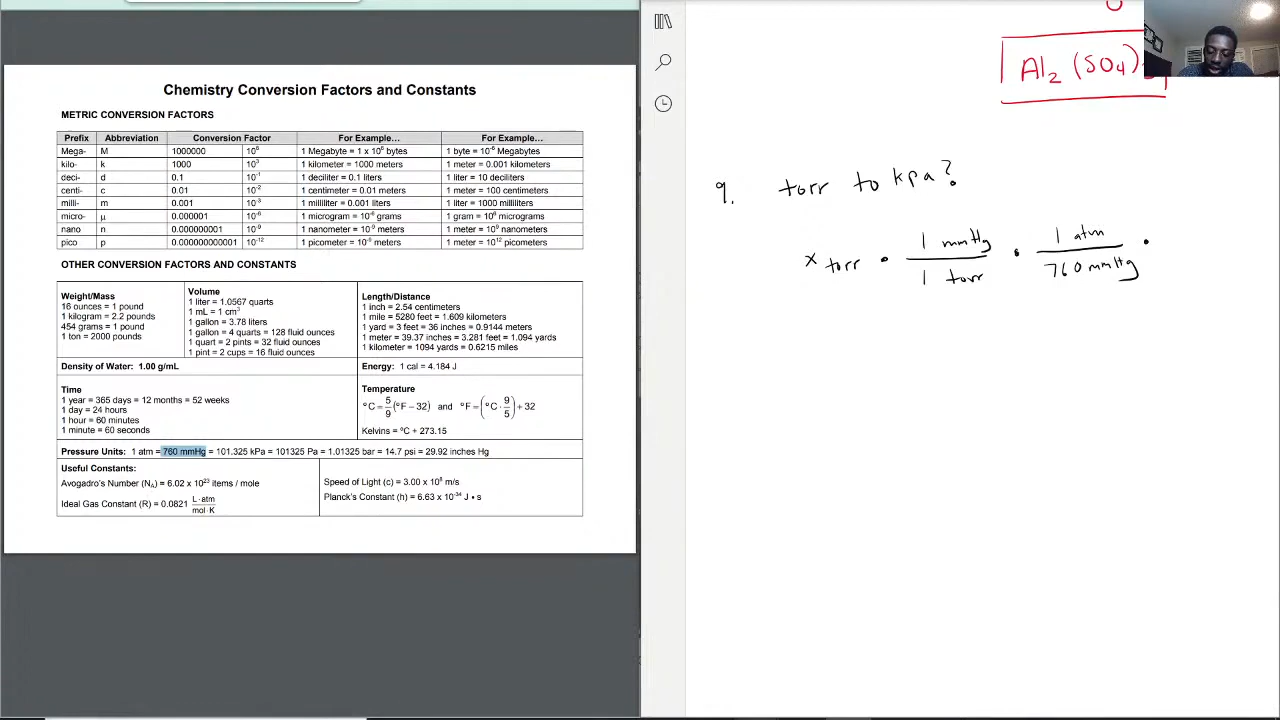 Chemistry Conversion Factors and Constants
METRIC CONVERSION FACTORS
Prefix Abbreviation Conversion Factor For Example… For Example…
Mega- M 1000000 10⁶ 1 Megabyte = 1 x 10⁶ bytes 1 byte = 10⁻⁶ Megabytes
kilo- k 1000 10³ 1 kilometer = 1000 meters 1 meter = 0.001 kilometers
deci- d 0.1 10⁻¹ 1 deciliter = 0.1 liters 1 liter = 10 deciliters
centi- c 0.01 10⁻² 1 centimeter = 0.01 meters 1 meter = 100 centimeters
milli- m 0.001 10⁻³ 1 milliliter = 0.001 liters 1 liter = 1000 milliliters
micro- μ 0.000001 10⁻⁶ 1 microgram = 10⁻⁶ grams 1 gram = 10⁶ micrograms
nano n 0.000000001 10⁻⁹ 1 nanometer = 10⁻⁹ meters 1 meter = 10⁹ nanometers
pico p 0.000000000001 10⁻¹² 1 picometer = 10⁻⁹ meters 1 meter = 10¹² picometers
OTHER CONVERSION FACTORS AND CONSTANTS
Weight/Mass
16 ounces = 1 pound
1 kilogram = 2.2 pounds
454 grams = 1 pound
1 ton = 2000 pounds
Volume
1 liter = 1.0567 quarts
1 mL = 1 cm³
1 gallon = 3.78 liters
1 gallon = 4 quarts = 128 fluid ounces
1 quart = 2 pints = 32 fluid ounces
1 pint = 2 cups = 16 fluid ounces
Length/Distance
1 inch = 2.54 centimeters
1 mile = 5280 feet = 1.609 kilometers
1 yard = 3 feet = 36 inches = 0.9144 meters
1 meter = 39.37 inches = 3.281 feet = 1.094 yards
1 kilometer = 1094 yards = 0.6215 miles
Density of Water: 1.00 g/mL
Energy: 1 cal = 4.184 J
Time
1 year = 365 days = 12 months = 52 weeks
1 day = 24 hours
1 hour = 60 minutes
1 minute = 60 seconds
Temperature
°C = 5/9 (°F − 32) and °F = (°C · 9/5) + 32
Kelvins = °C + 273.15
Pressure Units: 1 atm = 760 mmHg = 101.325 kPa = 101325 Pa = 1.01325 bar = 14.7 psi = 29.92 inches Hg
Useful Constants:
Avogadro's Number (N_A) = 6.02 x 10²³ items / mole
Ideal Gas Constant (R) = 0.0821 L·atm / mol·K
Speed of Light (c) = 3.00 x 10⁸ m/s
Planck's Constant (h) = 6.63 x 10⁻³⁴ J • s
Al₂ (SO₄)
9. torr to kpa?
x torr • 1 mmHg / 1 torr • 1 atm / 760 mmHg •